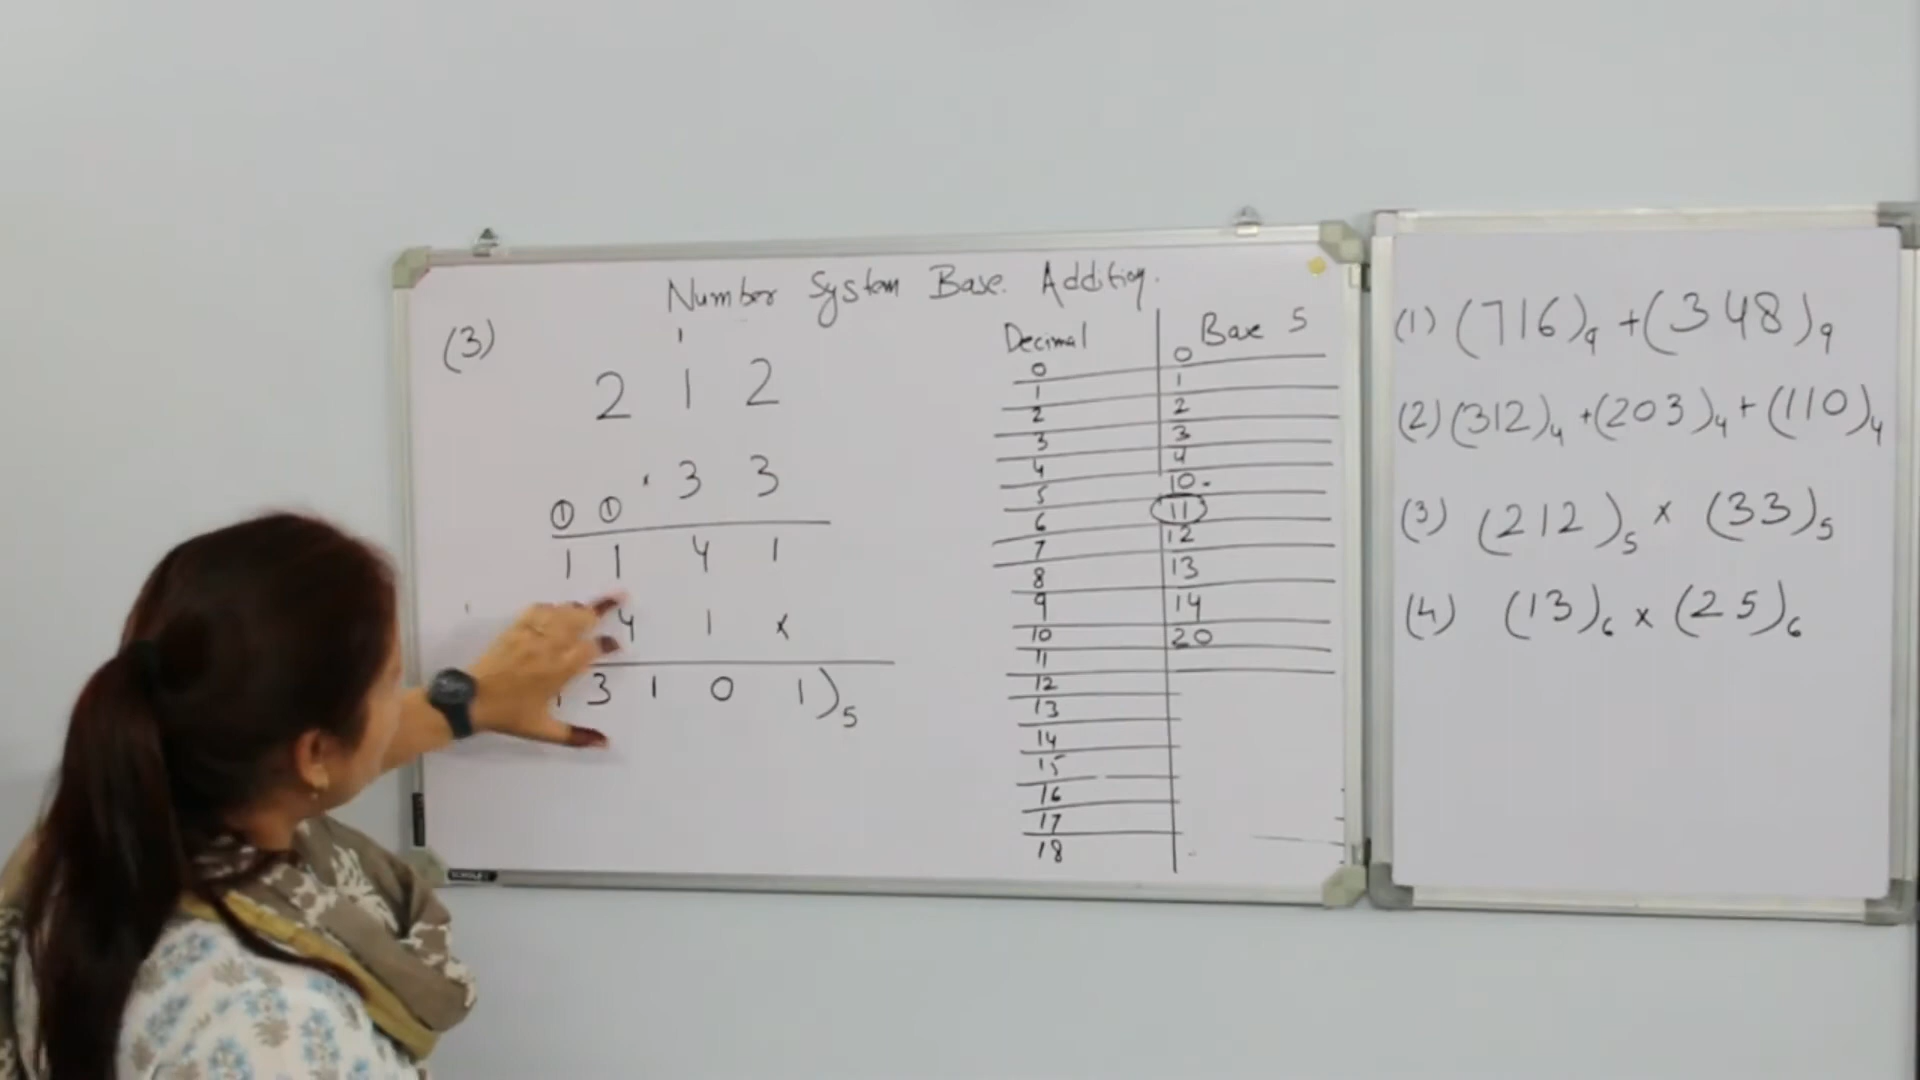 Number System Base. Addition.
(3)
1
2 1 2
× 3 3
① ①
1 1 4 1
4 1 ×
3 1 0 1)5
Decimal Base 5
0 0
1 1
2 2
3 3
4 4
5 10
6 11
7 12
8 13
9 14
10 20
11
12
13
14
15
16
17
18
(1) (716)9 + (348)9
(2) (312)4 + (203)4 + (110)4
(3) (212)5 × (33)5
(4) (13)6 × (25)6